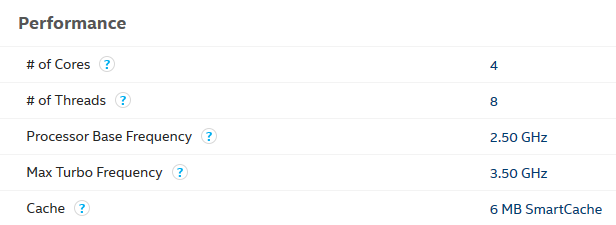 Performance
# of Cores ? 4
# of Threads ? 8
Processor Base Frequency ? 2.50 GHz
Max Turbo Frequency ? 3.50 GHz
Cache ? 6 MB SmartCache